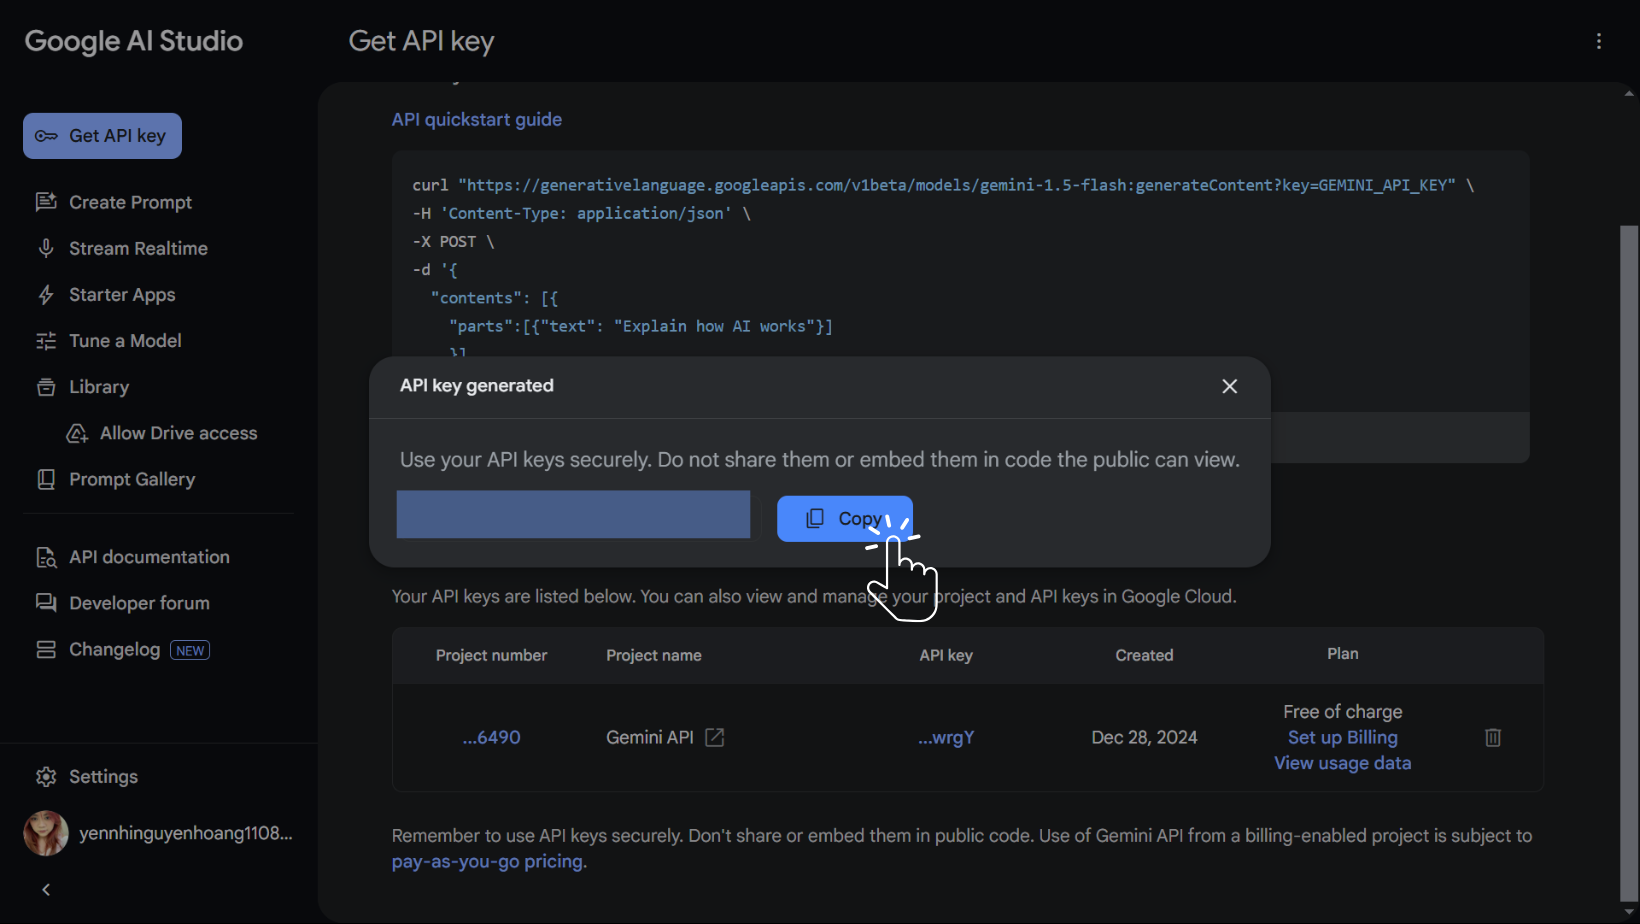 Google AI Studio
Get API key
Get API key
Create Prompt
Stream Realtime
Starter Apps
Tune a Model
Library
Allow Drive access
Prompt Gallery
API documentation
Developer forum
Changelog NEW
Settings
yennhinguyenhoang1108...
API quickstart guide
curl "https://generativelanguage.googleapis.com/v1beta/models/gemini-1.5-flash:generateContent?key=GEMINI_API_KEY" \
-H 'Content-Type: application/json' \
-X POST \
-d '{
"contents": [{
"parts":[{"text": "Explain how AI works"}]
}]
API key generated
Use your API keys securely. Do not share them or embed them in code the public can view.
Copy
Your API keys are listed below. You can also view and manage your project and API keys in Google Cloud.
Project number Project name API key Created Plan
...6490 Gemini API ...wrgY Dec 28, 2024 Free of charge
Set up Billing
View usage data
Remember to use API keys securely. Don't share or embed them in public code. Use of Gemini API from a billing-enabled project is subject to
pay-as-you-go pricing.